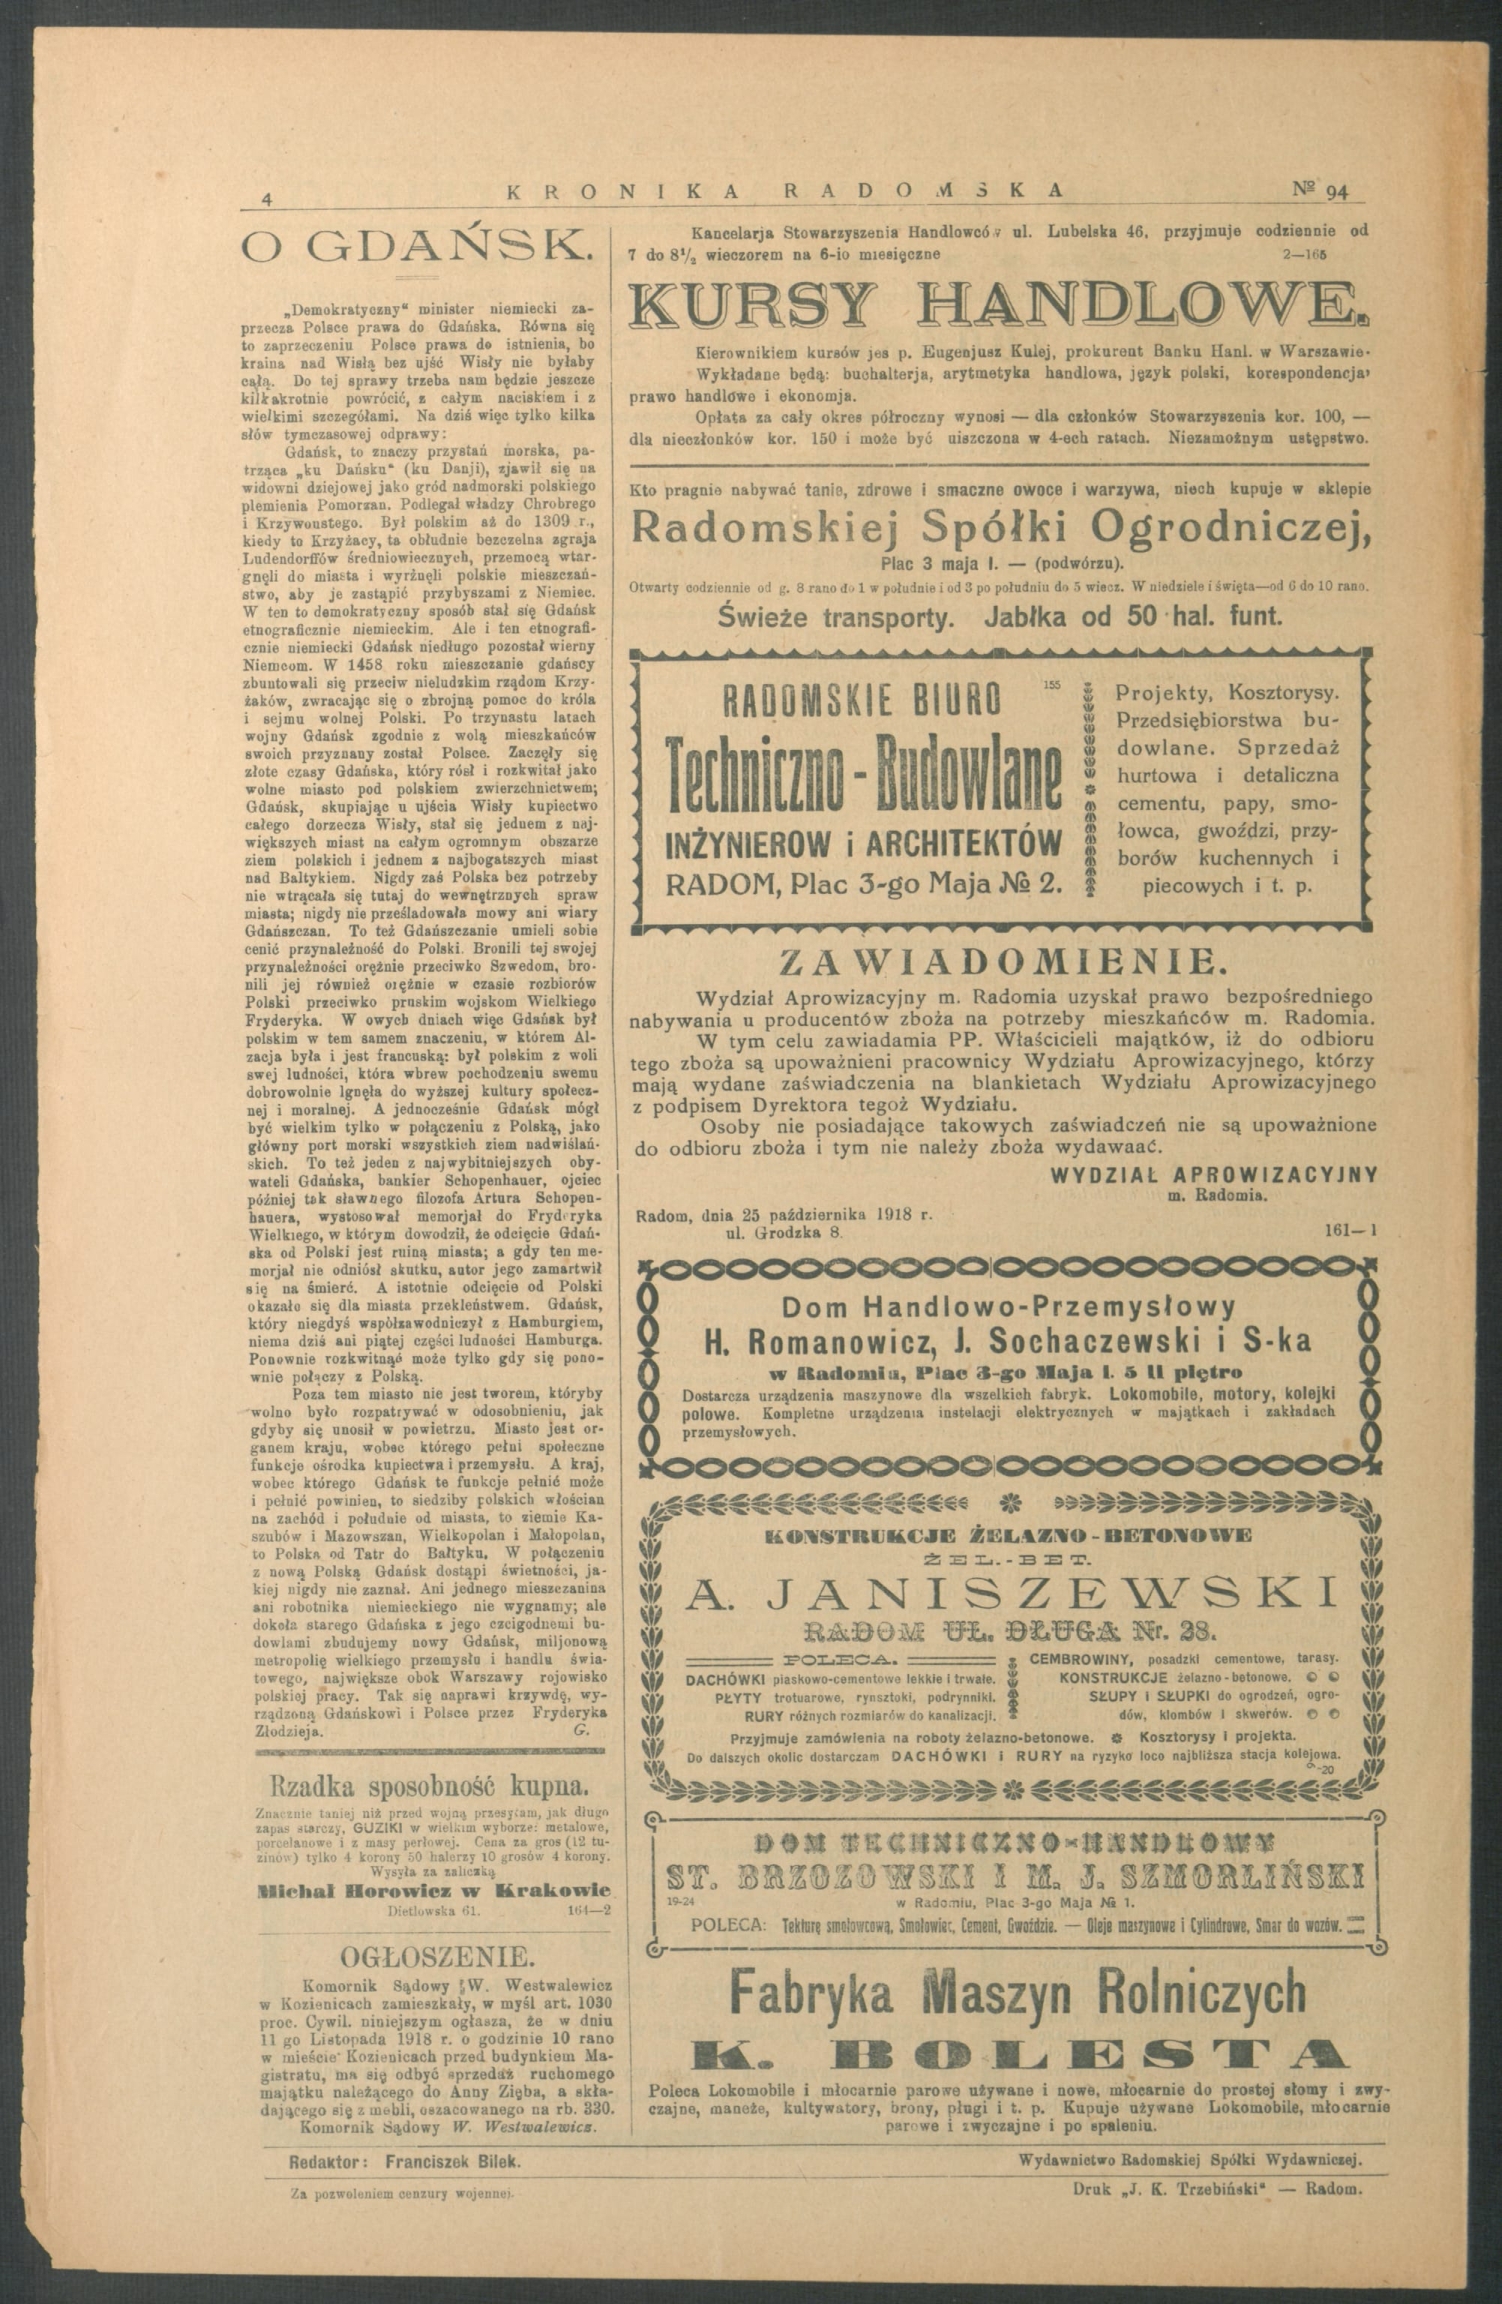 4
KRONIKA RADOMSKA
№ 94
O GDAŃSK.
„Demokratyczny“ minister niemiecki za-
przecza Polsce prawa do Gdańska. Równa się
to zaprzeczeniu Polsce prawa do istnienia, bo
kraina nad Wisłą bez ujść Wisły nie byłaby
całą. Do tej sprawy trzeba nam będzie jeszcze
kilkakrotnie powrócić, z całym naciskiem i z
wielkimi szczegółami. Na dziś więc tylko kilka
słów tymczasowej odprawy:
Gdańsk, to znaczy przystań morska, pa-
trząca „ku Dańsku“ (ku Danji), zjawił się na
widowni dziejowej jako gród nadmorski polskiego
plemienia Pomorzan. Podlegał władzy Chrobrego
i Krzywoustego. Był polskim aż do 1309 r.,
kiedy to Krzyżacy, ta obłudnie bezczelna zgraja
Ludendorffów średniowiecznych, przemocą wtar-
gnęli do miasta i wyrżnęli polskie mieszczań-
stwo, aby je zastąpić przybyszami z Niemiec.
W ten to demokratyczny sposób stał się Gdańsk
etnograficznie niemieckim. Ale i ten etnografi-
cznie niemiecki Gdańsk niedługo pozostał wierny
Niemcom. W 1458 roku mieszczanie gdańscy
zbuntowali się przeciw nieludzkim rządom Krzy-
żaków, zwracając się o zbrojną pomoc do króla
i sejmu wolnej Polski. Po trzynastu latach
wojny Gdańsk zgodnie z wolą mieszkańców
swoich przyznany został Polsce. Zaczęły się
złote czasy Gdańska, który rósł i rozkwitał jako
wolne miasto pod polskiem zwierzchnictwem;
Gdańsk, skupiając u ujścia Wisły kupiectwo
całego dorzecza Wisły, stał się jednem z naj-
większych miast na całym ogromnym obszarze
ziem polskich i jednem z najbogatszych miast
nad Baltykiem. Nigdy zaś Polska bez potrzeby
nie wtrącała się tutaj do wewnętrznych spraw
miasta; nigdy nie prześladowała mowy ani wiary
Gdańszczan. To też Gdańszczanie umieli sobie
cenić przynależność do Polski. Bronili tej swojej
przynależności orężnie przeciwko Szwedom, bro-
nili jej również orężnie w czasie rozbiorów
Polski przeciwko pruskim wojskom Wielkiego
Fryderyka. W owych dniach więc Gdańsk był
polskim w tem samem znaczeniu, w którem Al-
zacja była i jest francuską: był polskim z woli
swej ludności, która wbrew pochodzeniu swemu
dobrowolnie lgnęła do wyższej kultury społecz-
nej i moralnej. A jednocześnie Gdańsk mógł
być wielkim tylko w połączeniu z Polską, jako
główny port morski wszystkich ziem nadwiślań-
skich. To też jeden z najwybitniejszych oby-
wateli Gdańska, bankier Schopenhauer, ojciec
później tak sławnego filozofa Artura Schopen-
hauera, wystosował memorjał do Fryderyka
Wielkiego, w którym dowodził, że odcięcie Gdań-
ska od Polski jest ruiną miasta; a gdy ten me-
morjał nie odniósł skutku, autor jego zamartwił
się na śmierć. A istotnie odcięcie od Polski
okazało się dla miasta przekleństwem. Gdańsk,
który niegdyś współzawodniczył z Hamburgiem,
niema dziś ani piątej części ludności Hamburga.
Ponownie rozkwitnąć może tylko gdy się pono-
wnie połączy z Polską.
Poza tem miasto nie jest tworem, któryby
wolno było rozpatrywać w odosobnieniu, jak
gdyby się unosił w powietrzu. Miasto jest or-
ganem kraju, wobec którego pełni społeczne
funkcje ośrodka kupiectwa i przemysłu. A kraj,
wobec którego Gdańsk te funkcje pełnić może
i pełnić powinien, to siedziby polskich włościan
na zachód i południe od miasta, to ziemie Ka-
szubów i Mazowszan, Wielkopolan i Małopolan,
to Polska od Tatr do Bałtyku. W połączeniu
z nową Polską Gdańsk dostąpi świetności, ja-
kiej nigdy nie zaznał. Ani jednego mieszczanina
ani robotnika niemieckiego nie wygnamy; ale
dokoła starego Gdańska z jego czcigodnemi bu-
dowlami zbudujemy nowy Gdańsk, miljonową
metropolię wielkiego przemysłu i handlu świa-
towego, największe obok Warszawy rojowisko
polskiej pracy. Tak się naprawi krzywdę, wy-
rządzoną Gdańskowi i Polsce przez Fryderyka
Złodzieja. G.
Rzadka sposobność kupna.
Znacznie taniej niż przed wojną przesyłam, jak długo
zapas starczy, GUZIKI w wielkim wyborze: metalowe,
porcelanowe i z masy perłowej. Cena za gros (12 tu-
zinów) tylko 4 korony 50 halerzy 10 grosów 4 korony.
Wysyła za zaliczką
Michał Horowicz w Krakowie
Dietlowska 61. 164—2
OGŁOSZENIE.
Komornik Sądowy W. Westwalewicz
w Kozienicach zamieszkały, w myśl art. 1030
proc. Cywil. niniejszym ogłasza, że w dniu
11 go Listopada 1918 r. o godzinie 10 rano
w mieście Kozienicach przed budynkiem Ma-
gistratu, ma się odbyć sprzedaż ruchomego
majątku należącego do Anny Zięba, a skła-
dającego się z mebli, oszacowanego na rb. 330.
Komornik Sądowy W. Westwalewicz.
Kancelarja Stowarzyszenia Handlowców ul. Lubelska 46, przyjmuje codziennie od
7 do 8½ wieczorem na 6-io miesięczne 2—165
KURSY HANDLOWE.
Kierownikiem kursów jes p. Eugenjusz Kulej, prokurent Banku Hanl. w Warszawie.
Wykładane będą: buchalterja, arytmetyka handlowa, język polski, korespondencja,
prawo handlowe i ekonomja.
Opłata za cały okres półroczny wynosi — dla członków Stowarzyszenia kor. 100, —
dla nieczłonków kor. 150 i może być uiszczona w 4-ech ratach. Niezamożnym ustępstwo.
Kto pragnie nabywać tanie, zdrowe i smaczne owoce i warzywa, niech kupuje w sklepie
Radomskiej Spółki Ogrodniczej,
Plac 3 maja I. — (podwórzu).
Otwarty codziennie od g. 8 rano do 1 w południe i od 3 po południu do 5 wiecz. W niedziele i święta—od 6 do 10 rano.
Świeże transporty. Jabłka od 50 hal. funt.
RADOMSKIE BIURO 155
Techniczno-Budowlane
INŻYNIEROW i ARCHITEKTÓW
RADOM, Plac 3-go Maja № 2.
Projekty, Kosztorysy.
Przedsiębiorstwa bu-
dowlane. Sprzedaż
hurtowa i detaliczna
cementu, papy, smo-
łowca, gwoździ, przy-
borów kuchennych i
piecowych i t. p.
ZAWIADOMIENIE.
Wydział Aprowizacyjny m. Radomia uzyskał prawo bezpośredniego
nabywania u producentów zboża na potrzeby mieszkańców m. Radomia.
W tym celu zawiadamia PP. Właścicieli majątków, iż do odbioru
tego zboża są upoważnieni pracownicy Wydziału Aprowizacyjnego, którzy
mają wydane zaświadczenia na blankietach Wydziału Aprowizacyjnego
z podpisem Dyrektora tegoż Wydziału.
Osoby nie posiadające takowych zaświadczeń nie są upoważnione
do odbioru zboża i tym nie należy zboża wydawaać.
WYDZIAŁ APROWIZACYJNY
m. Radomia.
Radom, dnia 25 października 1918 r.
ul. Grodzka 8. 161—1
Dom Handlowo-Przemysłowy
H. Romanowicz, J. Sochaczewski i S-ka
w Radomiu, Plac 3-go Maja l. 5 II piętro
Dostarcza urządzenia maszynowe dla wszelkich fabryk. Lokomobile, motory, kolejki
polowe. Kompletne urządzenia instelacji elektrycznych w majątkach i zakładach
przemysłowych.
KONSTRUKCJE ŻELAZNO-BETONOWE
ŻEL.-BET.
A. JANISZEWSKI
RADOM UL. DŁUGA Nr. 28.
POLECA.
DACHÓWKI piaskowo-cementowe lekkie i trwałe.
PŁYTY trotuarowe, rynsztoki, podrynniki.
RURY różnych rozmiarów do kanalizacji.
CEMBROWINY, posadzki cementowe, tarasy.
KONSTRUKCJE żelazno-betonowe.
SŁUPY i SŁUPKI do ogrodzeń, ogro-
dów, klombów i skwerów.
Przyjmuje zamówienia na roboty żelazno-betonowe. Kosztorysy i projekta.
Do dalszych okolic dostarczam DACHÓWKI i RURY na ryzyko loco najbliższa stacja kolejowa.
9-20
DOM TECHNICZNO-HANDLOWY
ST. BRZOZOWSKI I M. J. SZMORLIŃSKI
19-24 w Radomiu, Plac 3-go Maja № 1.
POLECA: Tekturę smołowcową, Smołowiec, Cement, Gwoździe. — Oleje maszynowe i Cylindrowe, Smar do wozów.
Fabryka Maszyn Rolniczych
K. BOLESTA
Poleca Lokomobile i młocarnie parowe używane i nowe, młocarnie do prostej słomy i zwy-
czajne, maneże, kultywatory, brony, pługi i t. p. Kupuje używane Lokomobile, młocarnie
parowe i zwyczajne i po spaleniu.
Redaktor: Franciszek Bilek.
Wydawnictwo Radomskiej Spółki Wydawniczej.
Za pozwoleniem cenzury wojennej.
Druk „J. K. Trzebiński“ — Radom.